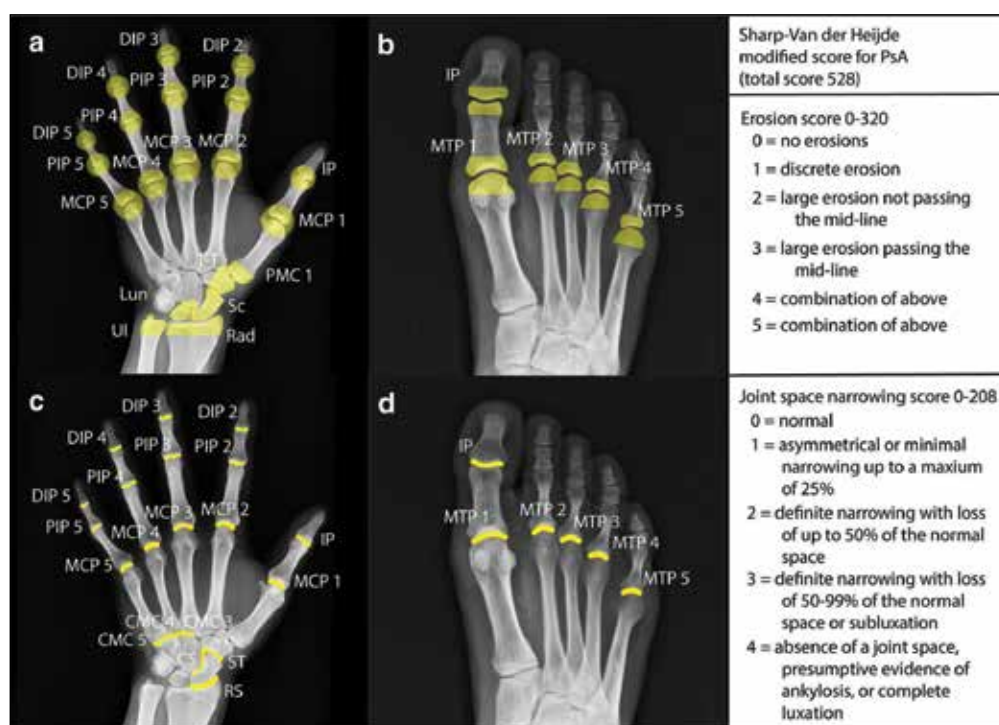 a
DIP 3
DIP 2
DIP 4
PIP 3
PIP 2
PIP 4
DIP 5
MCP 3
MCP 2
PIP 5
MCP 4
IP
MCP 5
MCP 1
PMC 1
Lun
Sc
Ul
Rad
b
IP
MTP 1
MTP 2
MTP 3
MTP 4
MTP 5
Sharp-Van der Heijde
modified score for PsA
(total score 528)
Erosion score 0-320
0 = no erosions
1 = discrete erosion
2 = large erosion not passing
the mid-line
3 = large erosion passing the
mid-line
4 = combination of above
5 = combination of above
c
DIP 3
DIP 2
DIP 4
PIP 3
PIP 2
PIP 4
DIP 5
PIP 5
MCP 3
MCP 2
MCP 4
IP
MCP 5
MCP 1
CMC 4
CMC 3
CMC 5
ST
RS
d
IP
MTP 1
MTP 2
MTP 3
MTP 4
MTP 5
Joint space narrowing score 0-208
0 = normal
1 = asymmetrical or minimal
narrowing up to a maxium
of 25%
2 = definite narrowing with loss
of up to 50% of the normal
space
3 = definite narrowing with loss
of 50-99% of the normal
space or subluxation
4 = absence of a joint space,
presumptive evidence of
ankylosis, or complete
luxation